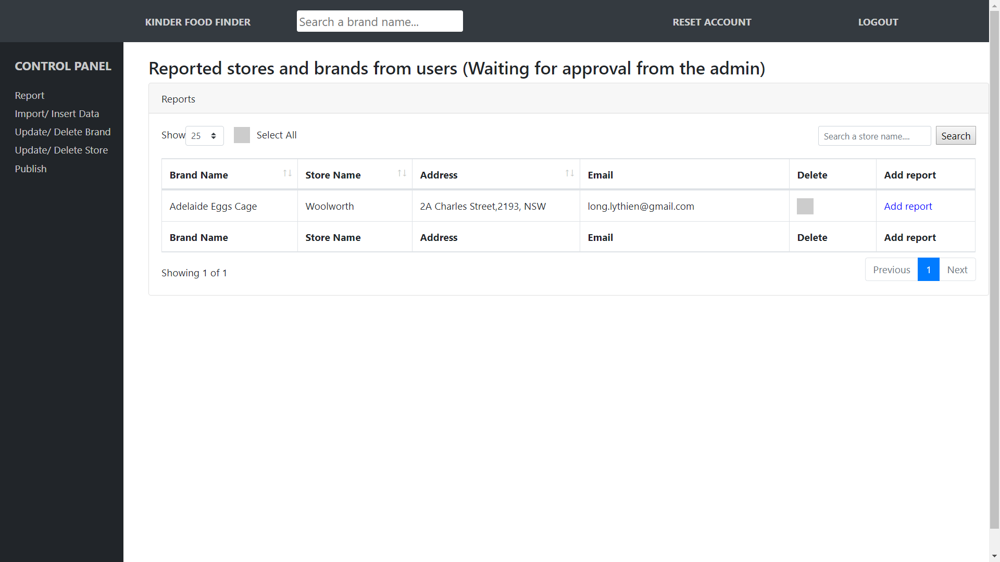 KINDER FOOD FINDER Search a brand name... RESET ACCOUNT LOGOUT
CONTROL PANEL
Report
Import/ Insert Data
Update/ Delete Brand
Update/ Delete Store
Publish
Reported stores and brands from users (Waiting for approval from the admin)
Reports
Show 25 Select All Search a store name.... Search
Brand Name Store Name Address Email Delete Add report
Adelaide Eggs Cage Woolworth 2A Charles Street,2193, NSW long.lythien@gmail.com Add report
Brand Name Store Name Address Email Delete Add report
Showing 1 of 1 Previous 1 Next